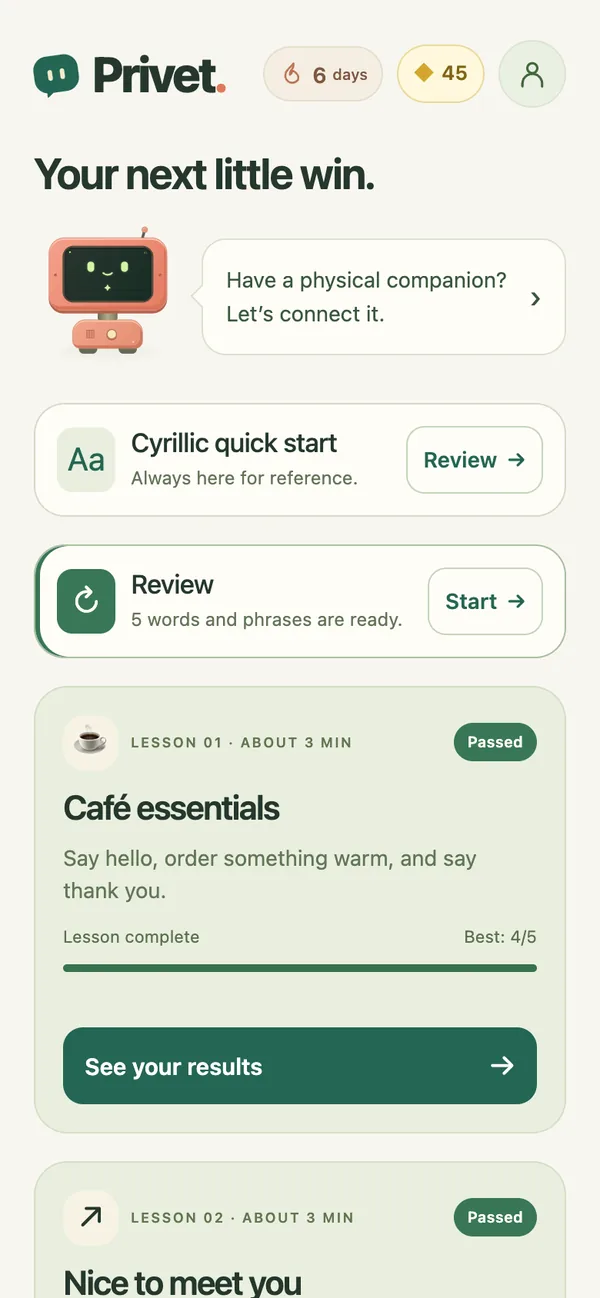 Privet.
6 days
45
Your next little win.
Have a physical companion?
Let’s connect it.
›
Aa
Cyrillic quick start
Always here for reference.
Review →
Review
5 words and phrases are ready.
Start →
LESSON 01 · ABOUT 3 MIN
Passed
Café essentials
Say hello, order something warm, and say
thank you.
Lesson complete
Best: 4/5
See your results →
LESSON 02 · ABOUT 3 MIN
Passed
Nice to meet you